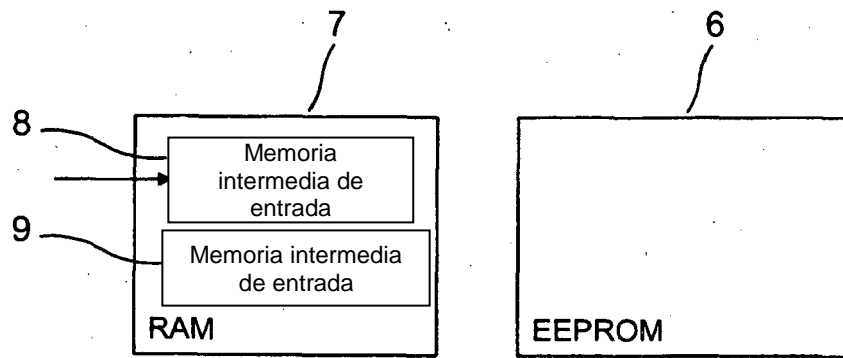 7
6
8
Memoria
intermedia de
entrada
9
Memoria intermedia
de entrada
RAM
EEPROM